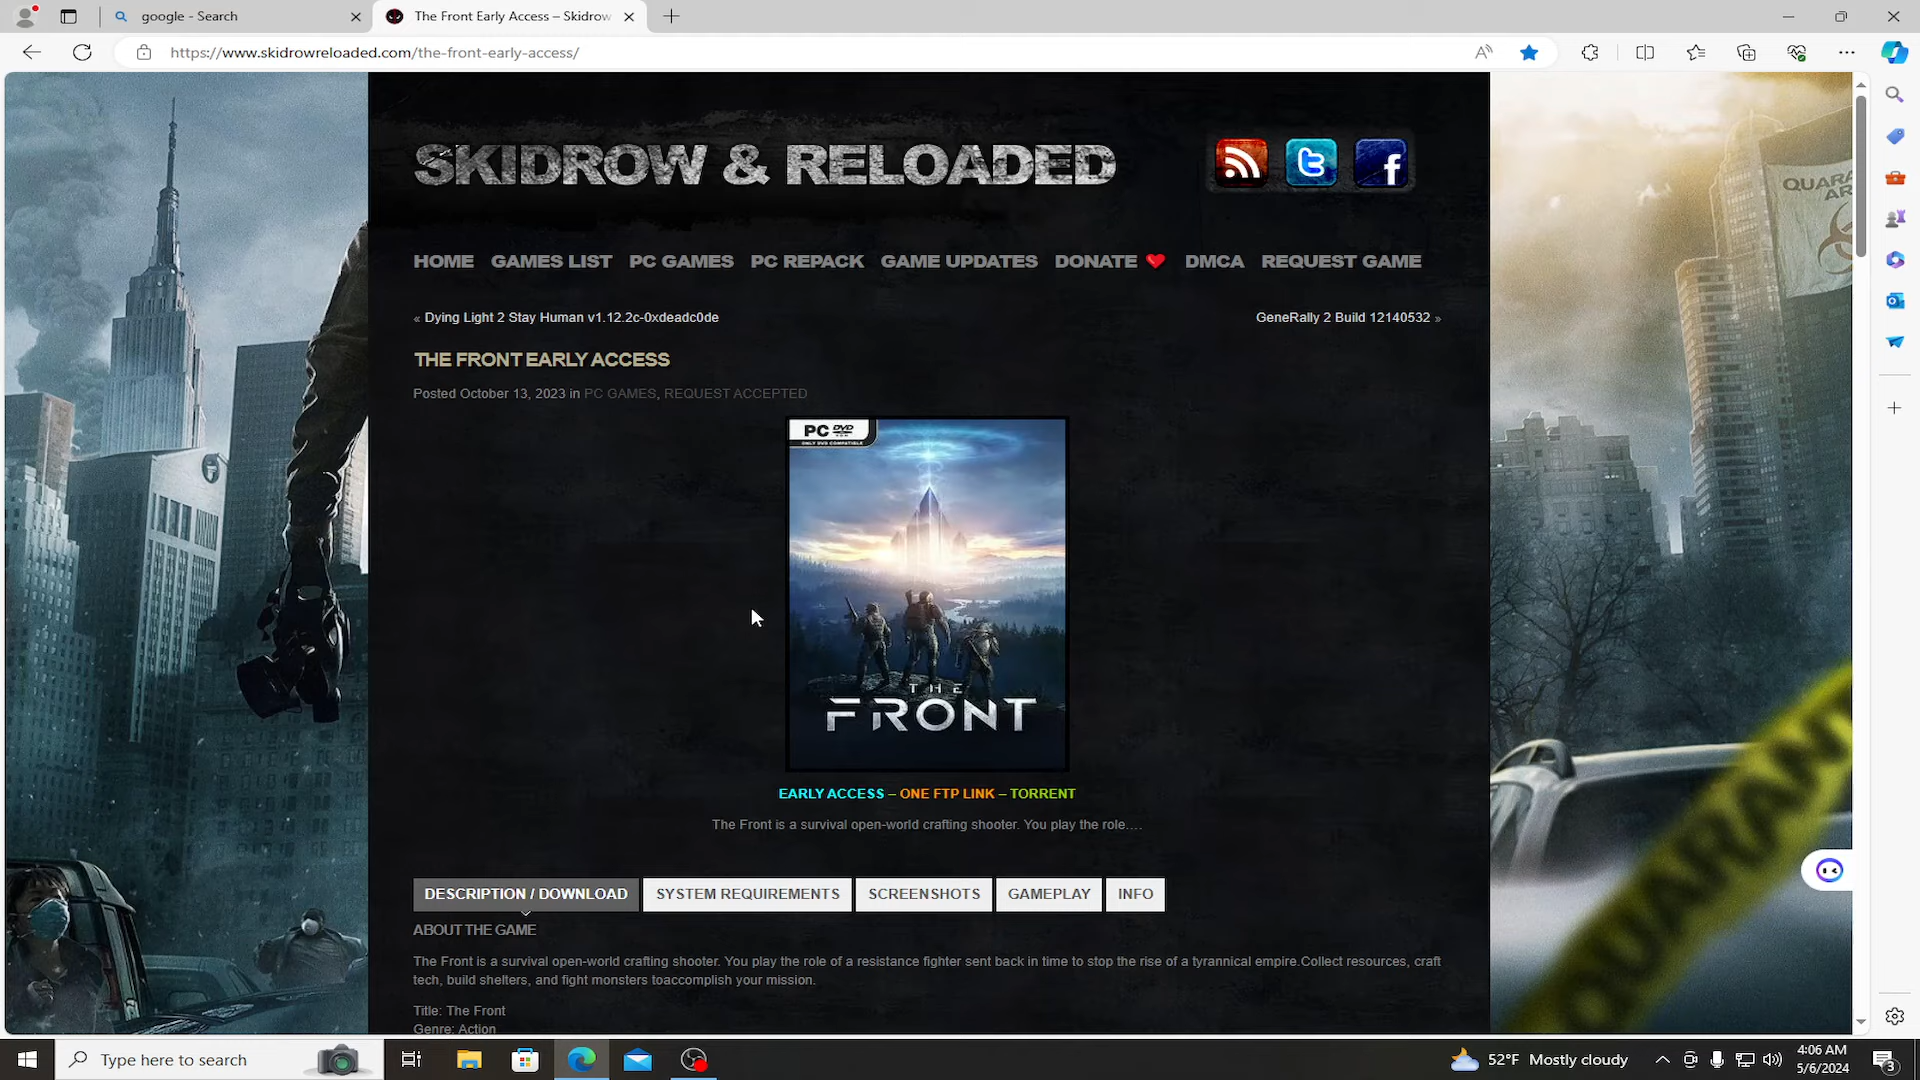 google - Search
The Front Early Access – Skidrow
https://www.skidrowreloaded.com/the-front-early-access/
SKIDROW & RELOADED
HOME GAMES LIST PC GAMES PC REPACK GAME UPDATES DONATE DMCA REQUEST GAME
« Dying Light 2 Stay Human v1.12.2c-0xdeadc0de
GeneRally 2 Build 12140532 »
THE FRONT EARLY ACCESS
Posted October 13, 2023 in PC GAMES, REQUEST ACCEPTED
PC DVD
THE
FRONT
EARLY ACCESS – ONE FTP LINK – TORRENT
The Front is a survival open-world crafting shooter. You play the role….
DESCRIPTION / DOWNLOAD SYSTEM REQUIREMENTS SCREENSHOTS GAMEPLAY INFO
ABOUT THE GAME
The Front is a survival open-world crafting shooter. You play the role of a resistance fighter sent back in time to stop the rise of a tyrannical empire.Collect resources, craft
tech, build shelters, and fight monsters toaccomplish your mission.
Title: The Front
Genre: Action
QUARA
AR
QUARANT
Type here to search
52°F Mostly cloudy
4:06 AM
5/6/2024
3